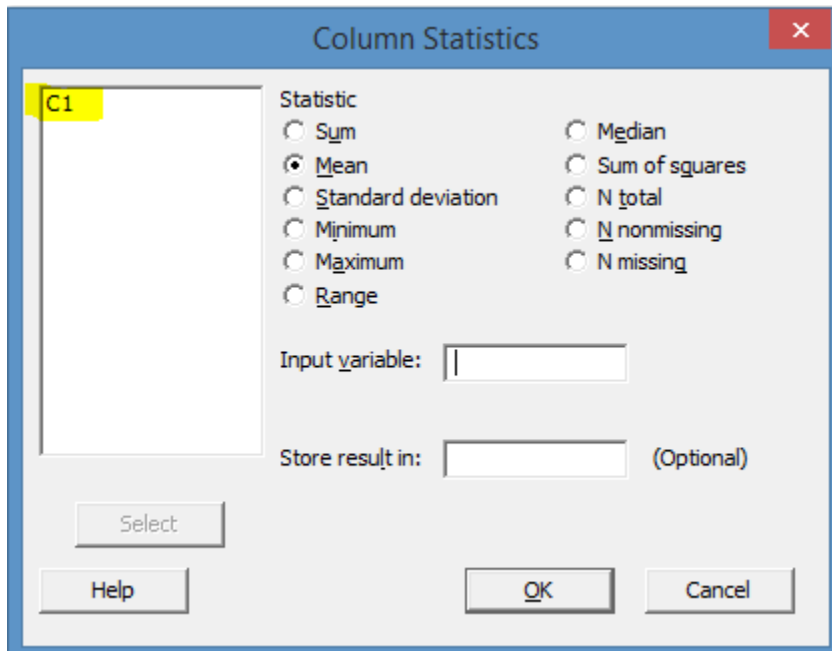 Column Statistics
×
C1
Statistic
Sum
Mean
Standard deviation
Minimum
Maximum
Range
Median
Sum of squares
N total
N nonmissing
N missing
Input variable:
Store result in:
(Optional)
Select
Help
OK
Cancel